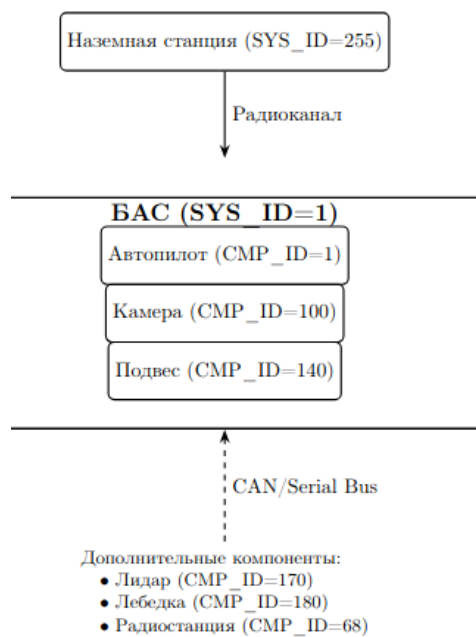 Наземная станция (SYS_ID=255)
Радиоканал
БАС (SYS_ID=1)
Автопилот (CMP_ID=1)
Камера (CMP_ID=100)
Подвес (CMP_ID=140)
CAN/Serial Bus
Дополнительные компоненты:
• Лидар (CMP_ID=170)
• Лебедка (CMP_ID=180)
• Радиостанция (CMP_ID=68)